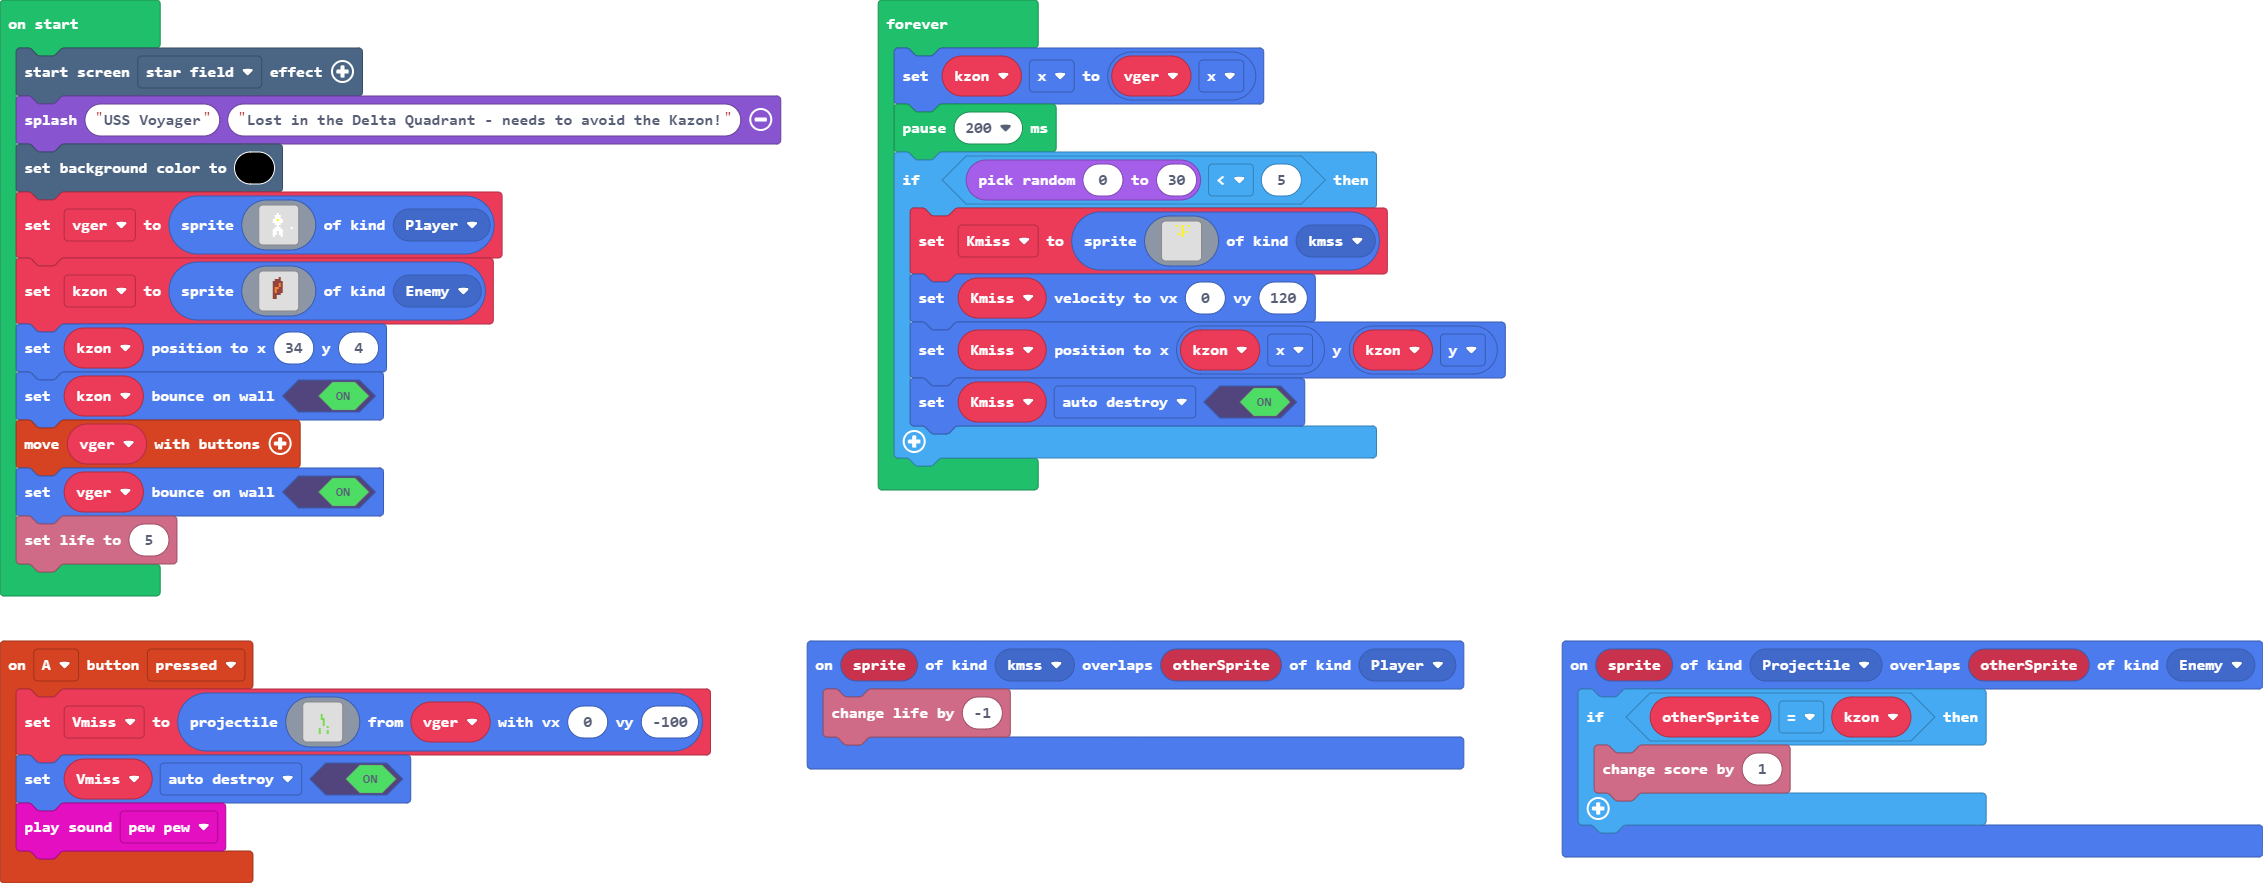 on start
start screen star field effect
splash "USS Voyager" "Lost in the Delta Quadrant - needs to avoid the Kazon!"
set background color to
set vger to sprite of kind Player
set kzon to sprite of kind Enemy
set kzon position to x 34 y 4
set kzon bounce on wall ON
move vger with buttons
set vger bounce on wall ON
set life to 5
forever
set kzon x to vger x
pause 200 ms
if pick random 0 to 30 < 5 then
set Kmiss to sprite of kind kmss
set Kmiss velocity to vx 0 vy 120
set Kmiss position to x kzon x y kzon y
set Kmiss auto destroy ON
on A button pressed
set Vmiss to projectile from vger with vx 0 vy -100
set Vmiss auto destroy ON
play sound pew pew
on sprite of kind kmss overlaps otherSprite of kind Player
change life by -1
on sprite of kind Projectile overlaps otherSprite of kind Enemy
if otherSprite = kzon then
change score by 1